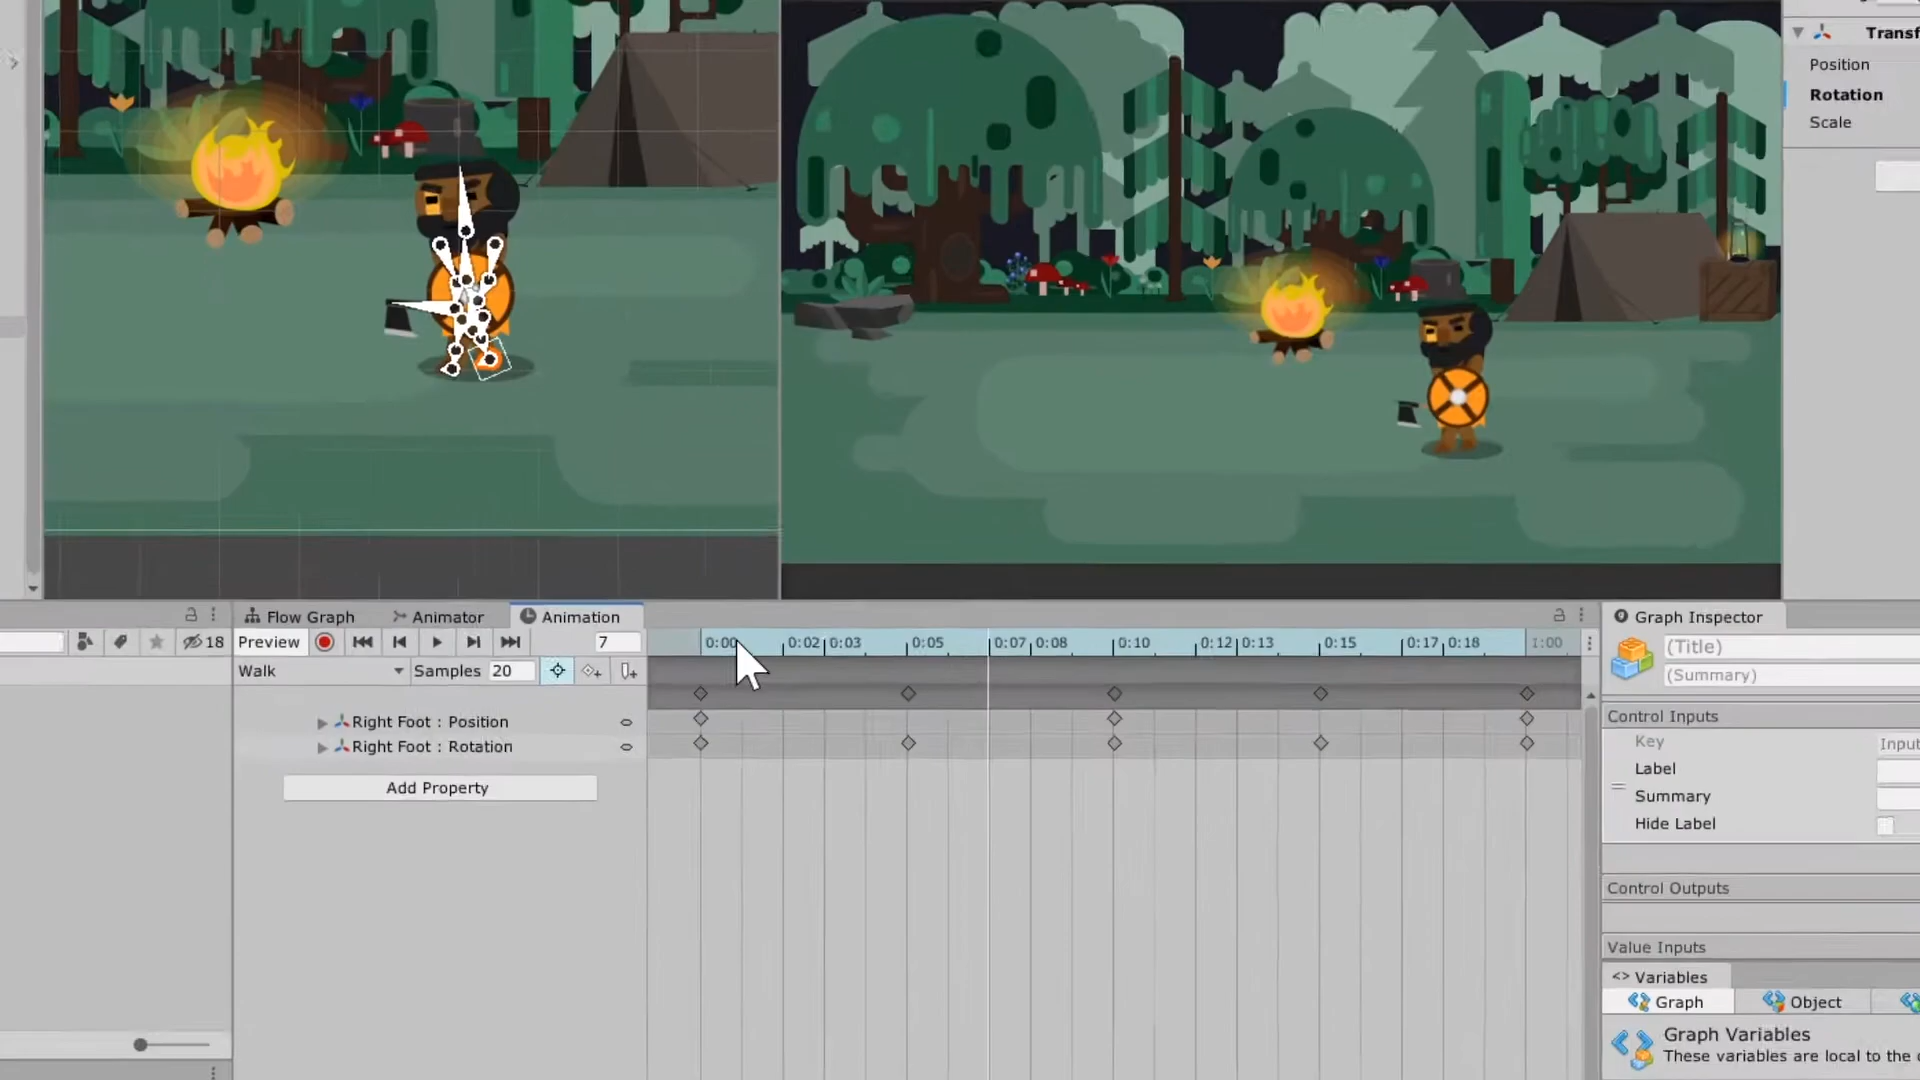 Transf
Position
Rotation
Scale
Flow Graph
Animator
Animation
18
Preview
7
0:00 0:02 0:03 0:05 0:07 0:08 0:10 0:12 0:13 0:15 0:17 0:18 1:00
Walk
Samples 20
Right Foot : Position
Right Foot : Rotation
Add Property
Graph Inspector
(Title)
(Summary)
Control Inputs
Key
Input
Label
Summary
Hide Label
Control Outputs
Value Inputs
<> Variables
Graph
Object
Graph Variables
These variables are local to the c